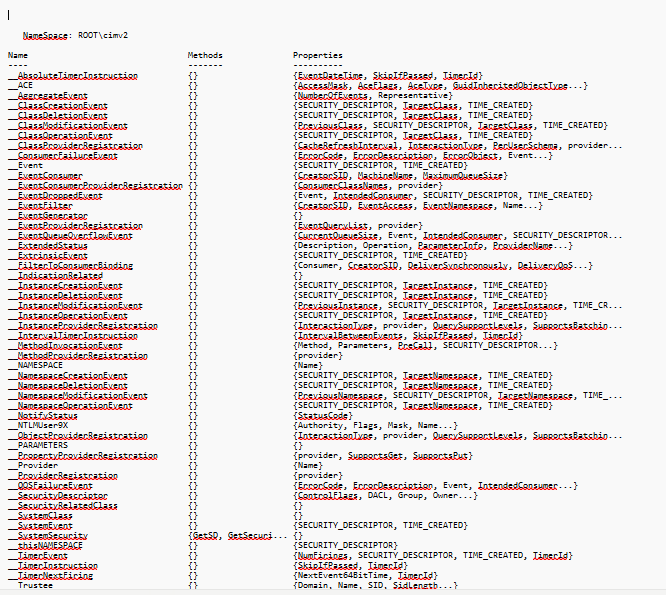 NameSpace: ROOT\cimv2
Name Methods Properties
---- ------- ----------
__AbsoluteTimerInstruction {} {EventDateTime, SkipIfPassed, TimerId}
__ACE {} {AccessMask, AceFlags, AceType, GuidInheritedObjectType...}
__AggregateEvent {} {NumberOfEvents, Representative}
__ClassCreationEvent {} {SECURITY_DESCRIPTOR, TargetClass, TIME_CREATED}
__ClassDeletionEvent {} {SECURITY_DESCRIPTOR, TargetClass, TIME_CREATED}
__ClassModificationEvent {} {PreviousClass, SECURITY_DESCRIPTOR, TargetClass, TIME_CREATED}
__ClassOperationEvent {} {SECURITY_DESCRIPTOR, TargetClass, TIME_CREATED}
__ClassProviderRegistration {} {CacheRefreshInterval, InteractionType, PerUserSchema, provider...
__ConsumerFailureEvent {} {ErrorCode, ErrorDescription, ErrorObject, Event...}
__Event {} {SECURITY_DESCRIPTOR, TIME_CREATED}
__EventConsumer {} {CreatorSID, MachineName, MaximumQueueSize}
__EventConsumerProviderRegistration {} {ConsumerClassNames, provider}
__EventDroppedEvent {} {Event, IntendedConsumer, SECURITY_DESCRIPTOR, TIME_CREATED}
__EventFilter {} {CreatorSID, EventAccess, EventNamespace, Name...}
__EventGenerator {} {}
__EventProviderRegistration {} {EventQueryList, provider}
__EventQueueOverflowEvent {} {CurrentQueueSize, Event, IntendedConsumer, SECURITY_DESCRIPTOR...
__ExtendedStatus {} {Description, Operation, ParameterInfo, ProviderName...}
__ExtrinsicEvent {} {SECURITY_DESCRIPTOR, TIME_CREATED}
__FilterToConsumerBinding {} {Consumer, CreatorSID, DeliverSynchronously, DeliveryQoS...}
__IndicationRelated {} {}
__InstanceCreationEvent {} {SECURITY_DESCRIPTOR, TargetInstance, TIME_CREATED}
__InstanceDeletionEvent {} {SECURITY_DESCRIPTOR, TargetInstance, TIME_CREATED}
__InstanceModificationEvent {} {PreviousInstance, SECURITY_DESCRIPTOR, TargetInstance, TIME_CR...
__InstanceOperationEvent {} {SECURITY_DESCRIPTOR, TargetInstance, TIME_CREATED}
__InstanceProviderRegistration {} {InteractionType, provider, QuerySupportLevels, SupportsBatchin...
__IntervalTimerInstruction {} {IntervalBetweenEvents, SkipIfPassed, TimerId}
__MethodInvocationEvent {} {Method, Parameters, PreCall, SECURITY_DESCRIPTOR...}
__MethodProviderRegistration {} {provider}
__NAMESPACE {} {Name}
__NamespaceCreationEvent {} {SECURITY_DESCRIPTOR, TargetNamespace, TIME_CREATED}
__NamespaceDeletionEvent {} {SECURITY_DESCRIPTOR, TargetNamespace, TIME_CREATED}
__NamespaceModificationEvent {} {PreviousNamespace, SECURITY_DESCRIPTOR, TargetNamespace, TIME_...
__NamespaceOperationEvent {} {SECURITY_DESCRIPTOR, TargetNamespace, TIME_CREATED}
__NotifyStatus {} {StatusCode}
__NTLMUser9X {} {Authority, Flags, Mask, Name...}
__ObjectProviderRegistration {} {InteractionType, provider, QuerySupportLevels, SupportsBatchin...
__PARAMETERS {} {}
__PropertyProviderRegistration {} {provider, SupportsGet, SupportsPut}
__Provider {} {Name}
__ProviderRegistration {} {provider}
__QOSFailureEvent {} {ErrorCode, ErrorDescription, Event, IntendedConsumer...}
__SecurityDescriptor {} {ControlFlags, DACL, Group, Owner...}
__SecurityRelatedClass {} {}
__SystemClass {} {}
__SystemEvent {} {SECURITY_DESCRIPTOR, TIME_CREATED}
__SystemSecurity {GetSD, GetSecuri... {}
__thisNAMESPACE {} {SECURITY_DESCRIPTOR}
__TimerEvent {} {NumFirings, SECURITY_DESCRIPTOR, TIME_CREATED, TimerId}
__TimerInstruction {} {SkipIfPassed, TimerId}
__TimerNextFiring {} {NextEvent64BitTime, TimerId}
__Trustee {} {Domain, Name, SID, SidLength...}